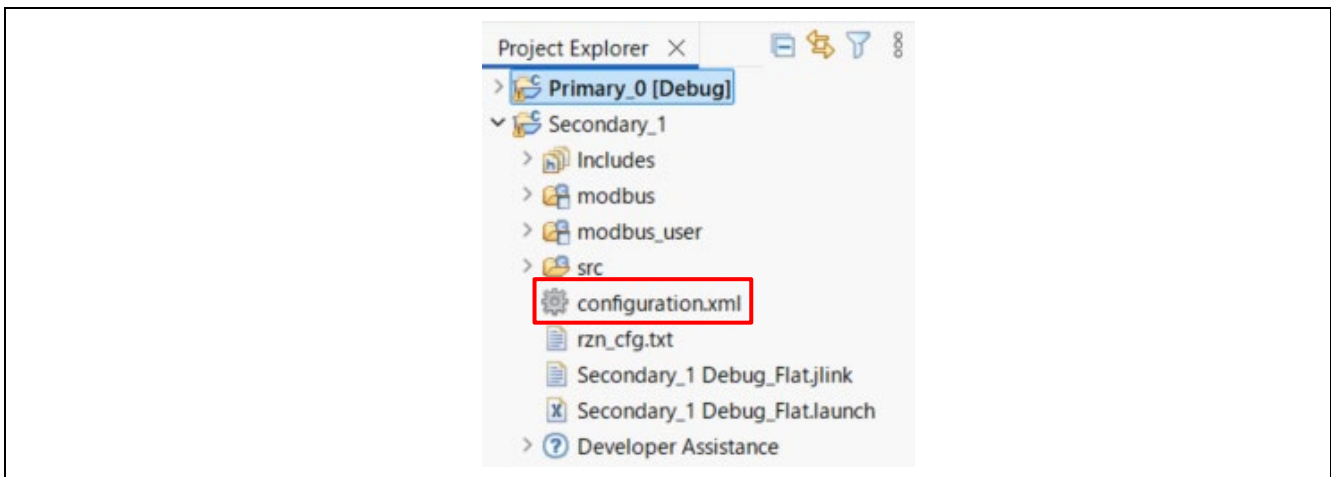 Project Explorer
Primary_0 [Debug]
Secondary_1
Includes
modbus
modbus_user
src
configuration.xml
rzn_cfg.txt
Secondary_1 Debug_Flat.jlink
Secondary_1 Debug_Flat.launch
Developer Assistance